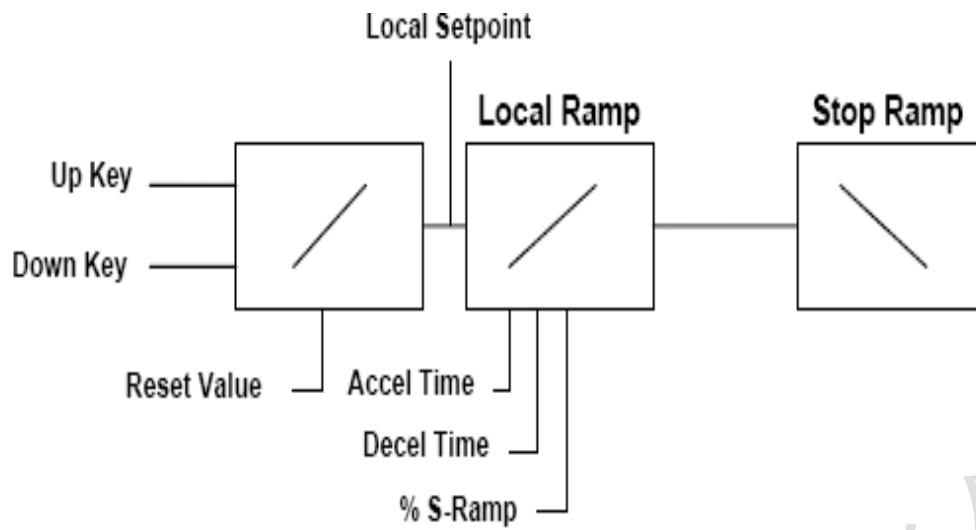 Local Setpoint
Local Ramp
Stop Ramp
Up Key
Down Key
Reset Value
Accel Time
Decel Time
% S-Ramp